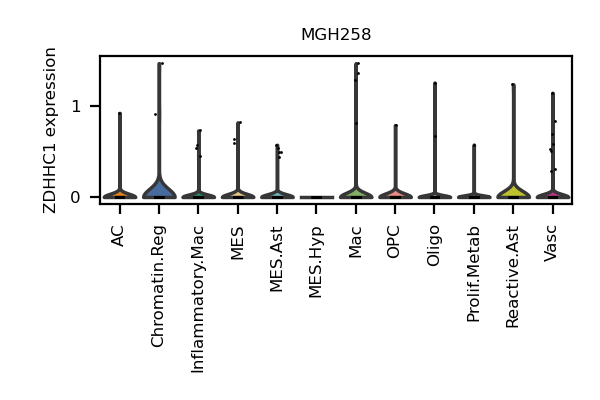 MGH258
ZDHHC1 expression
1
0
AC
Chromatin.Reg
Inflammatory.Mac
MES
MES.Ast
MES.Hyp
Mac
OPC
Oligo
Prolif.Metab
Reactive.Ast
Vasc